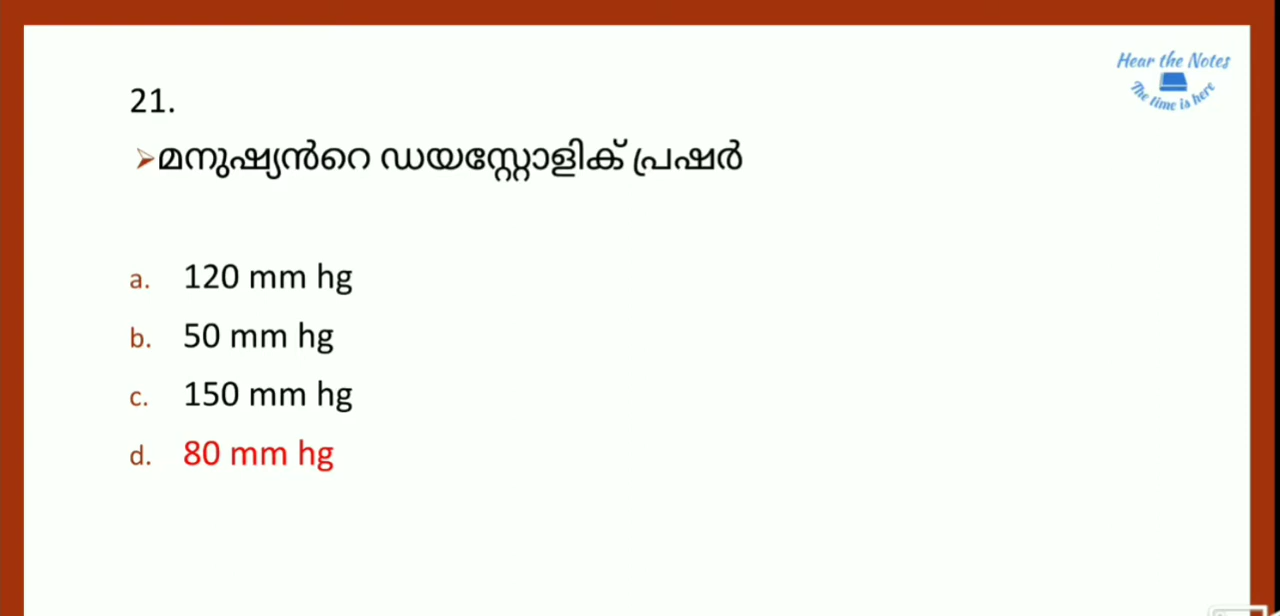 Hear the Notes
The time is here
21.
➢മനുഷ്യൻറെ ഡയസ്റ്റോളിക് പ്രഷർ
a. 120 mm hg
b. 50 mm hg
c. 150 mm hg
d. 80 mm hg